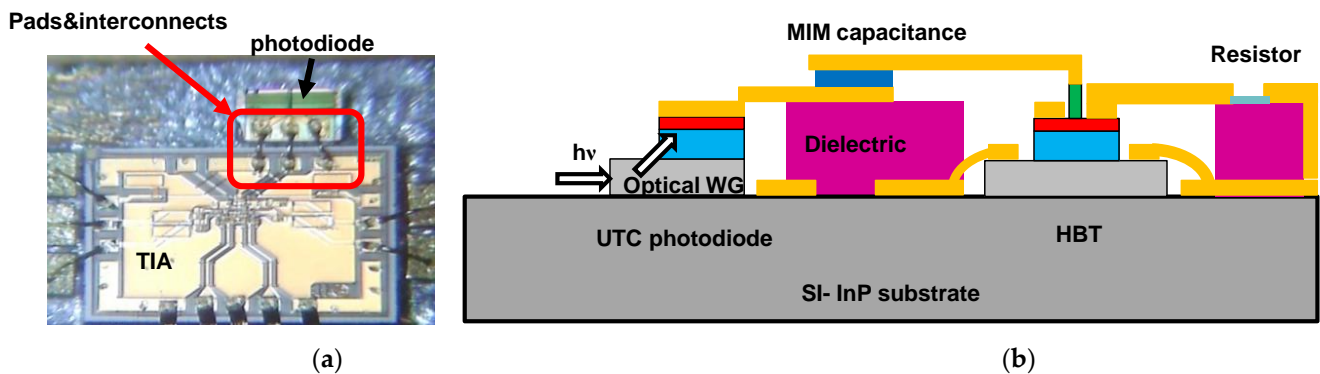 Pads&interconnects
photodiode
TIA
(a)
MIM capacitance
Resistor
hν
Dielectric
Optical WG
UTC photodiode
HBT
SI- InP substrate
(b)